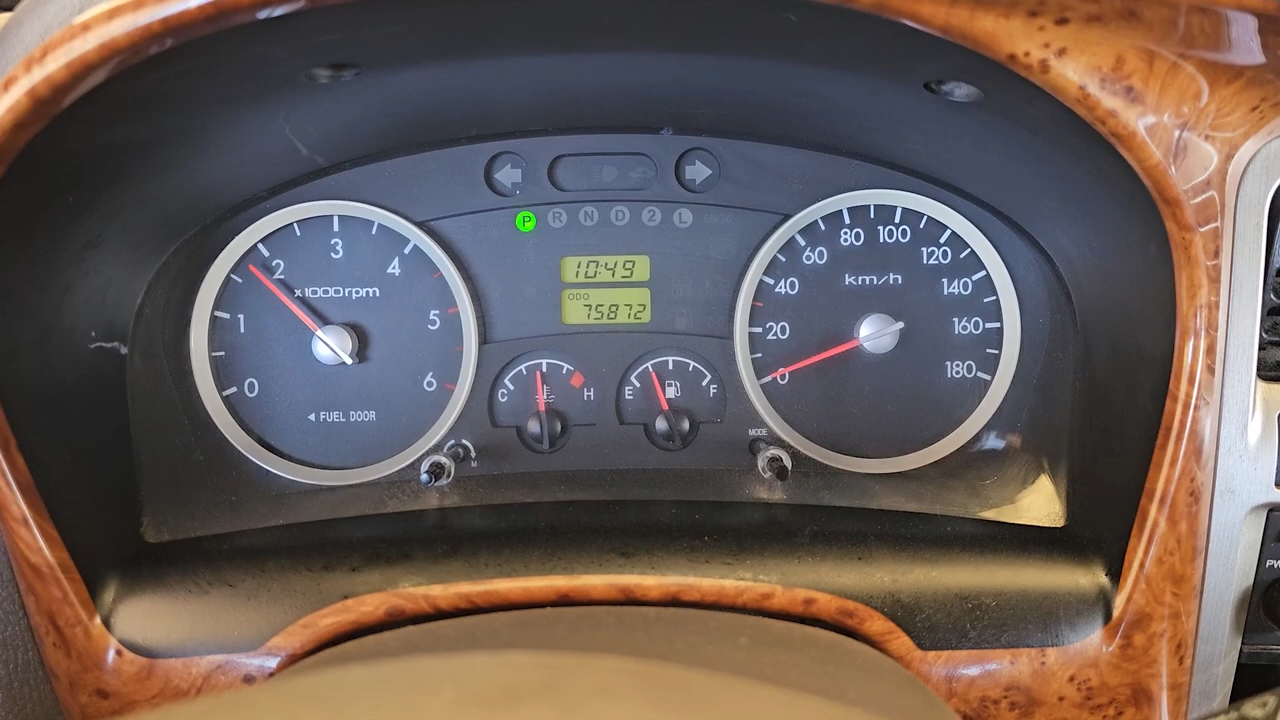 P R N D 2 L
10:49
ODO
75872
0 1 2 3 4 5 6
x1000rpm
◄ FUEL DOOR
C H
E F
M
MODE
0 20 40 60 80 100 120 140 160 180
km/h
PW